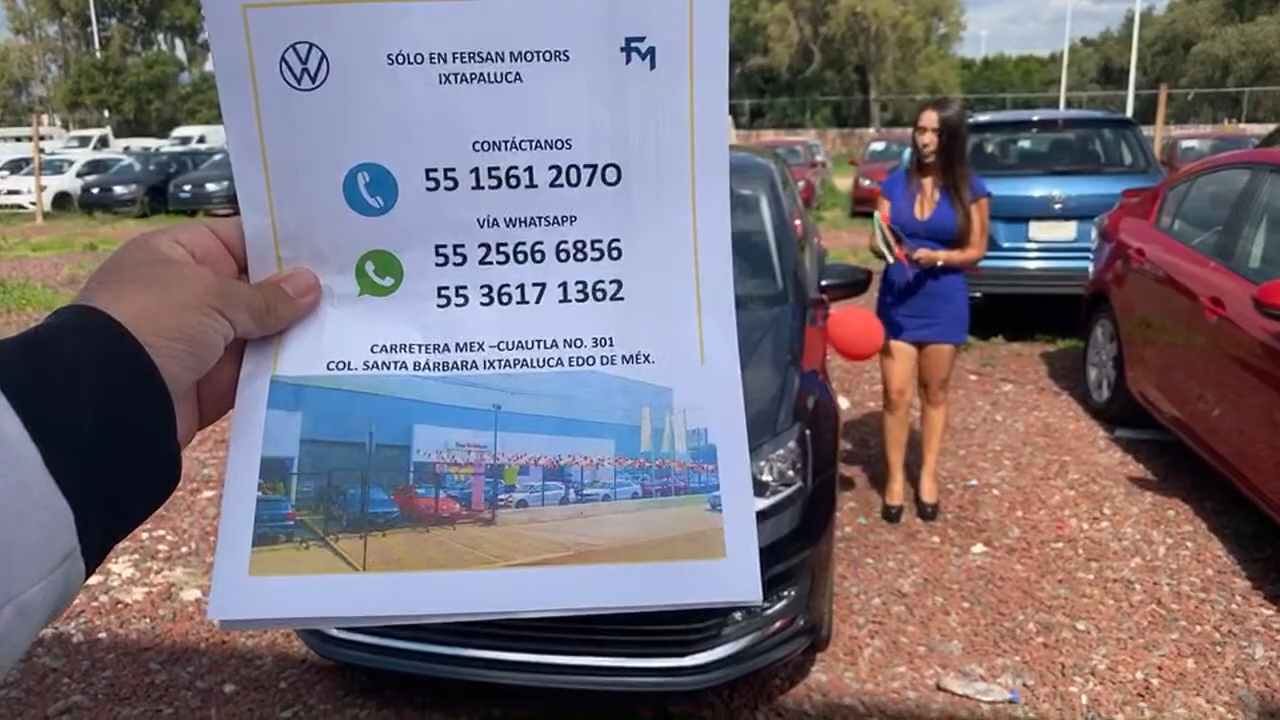 SÓLO EN FERSAN MOTORS
IXTAPALUCA
FM
CONTÁCTANOS
55 1561 207O
VÍA WHATSAPP
55 2566 6856
55 3617 1362
CARRETERA MEX –CUAUTLA NO. 301
COL. SANTA BÁRBARA IXTAPALUCA EDO DE MÉX.